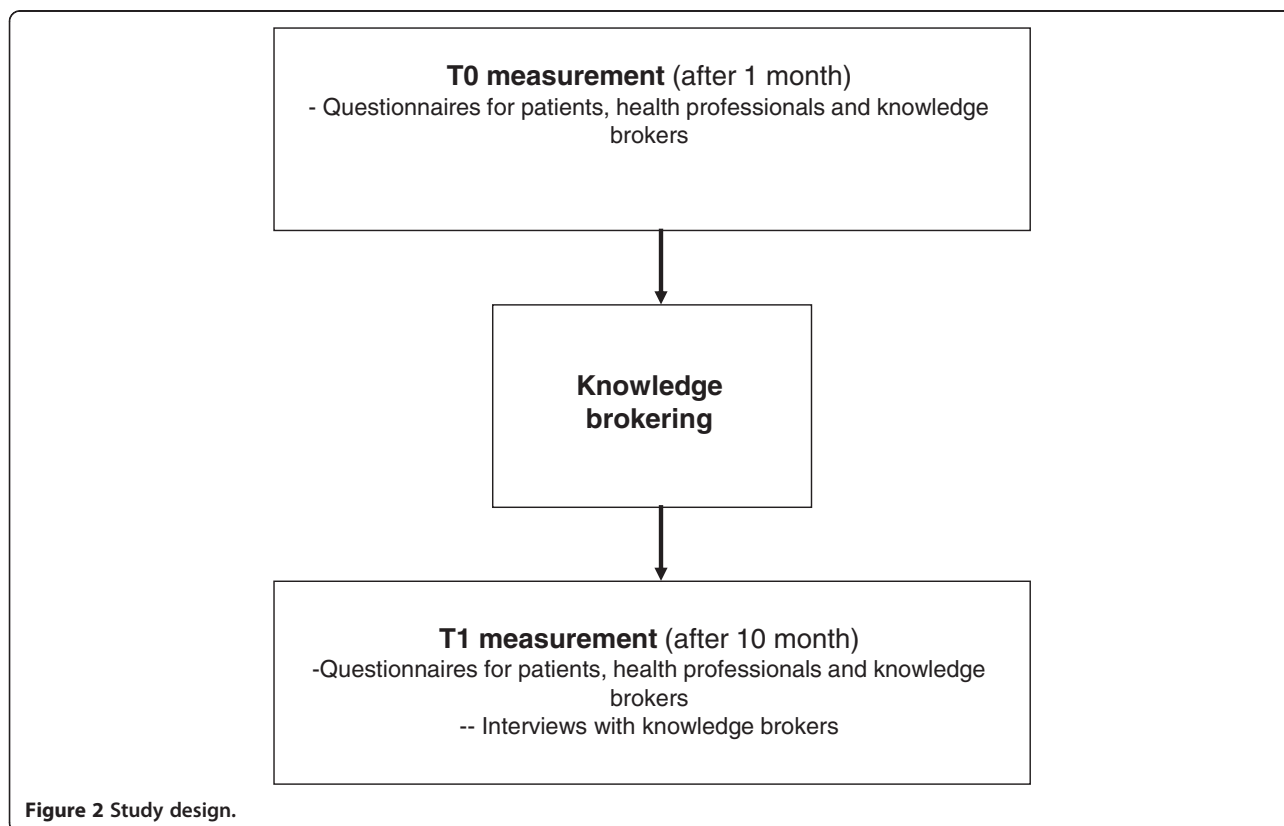 T0 measurement (after 1 month)
- Questionnaires for patients, health professionals and knowledge
brokers
Knowledge
brokering
T1 measurement (after 10 month)
-Questionnaires for patients, health professionals and knowledge
brokers
-- Interviews with knowledge brokers
Figure 2 Study design.